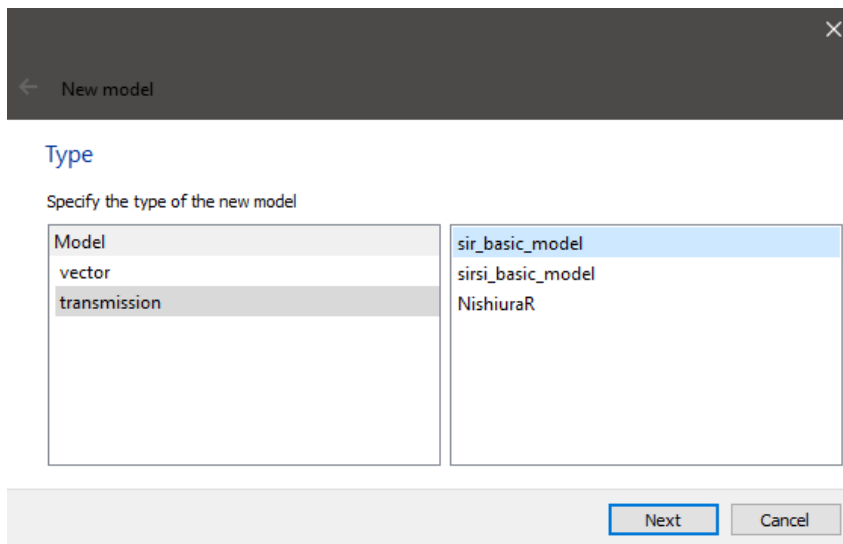 New model
Type
Specify the type of the new model
Model
vector
transmission
sir_basic_model
sirsi_basic_model
NishiuraR
Next
Cancel